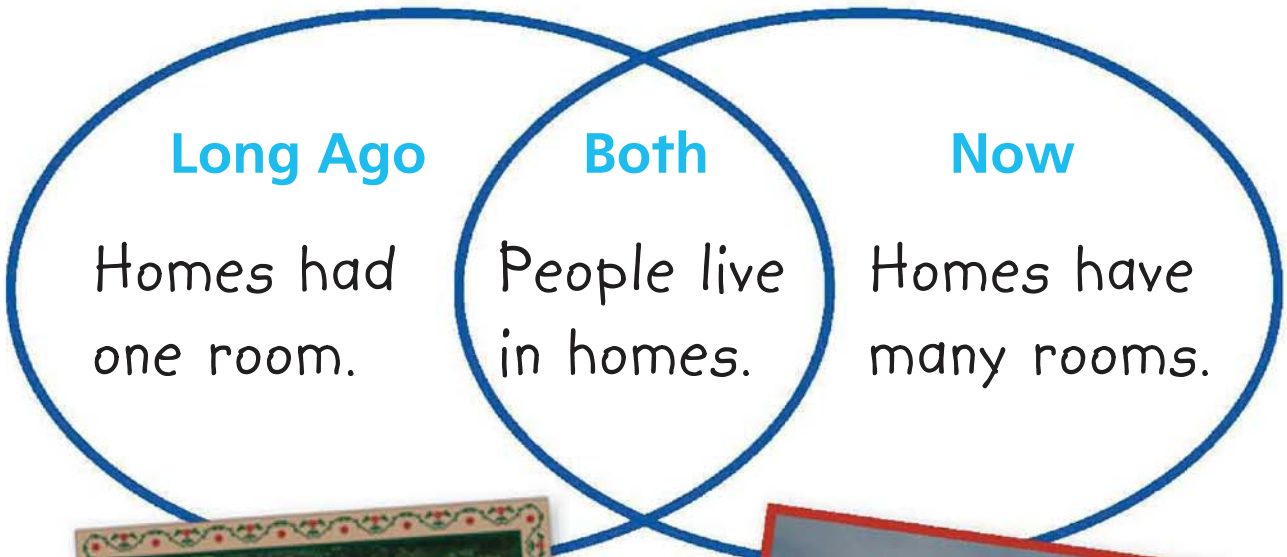 Long Ago
Homes had
one room.
Both
People live
in homes.
Now
Homes have
many rooms.